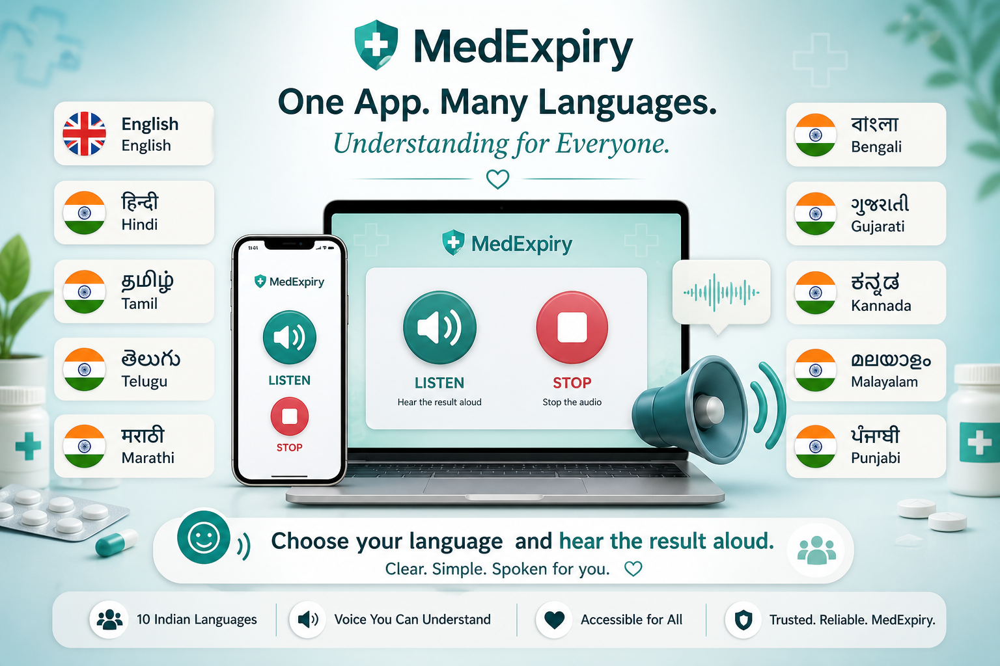 MedExpiry
One App. Many Languages.
Understanding for Everyone.
English
English
हिन्दी
Hindi
தமிழ்
Tamil
తెలుగు
Telugu
मराठी
Marathi
বাংলা
Bengali
ગુજરાતી
Gujarati
ಕನ್ನಡ
Kannada
മലയാളം
Malayalam
ਪੰਜਾਬੀ
Punjabi
MedExpiry
LISTEN
STOP
MedExpiry
LISTEN
Hear the result aloud
STOP
Stop the audio
Choose your language and hear the result aloud.
Clear. Simple. Spoken for you.
10 Indian Languages
Voice You Can Understand
Accessible for All
Trusted. Reliable. MedExpiry.